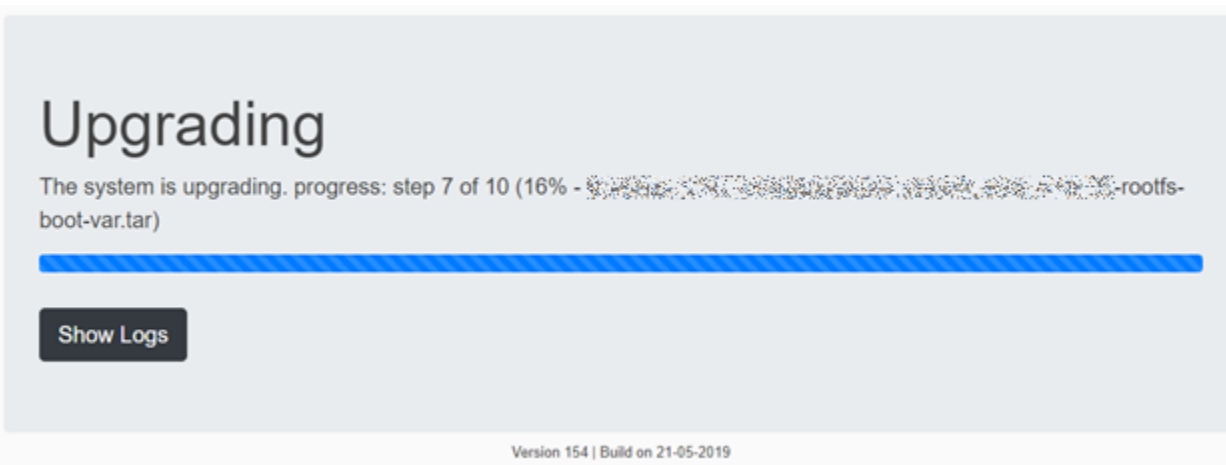 Upgrading
The system is upgrading. progress: step 7 of 10 (16% - -rootfs-
boot-var.tar)
Show Logs
Version 154 | Build on 21-05-2019